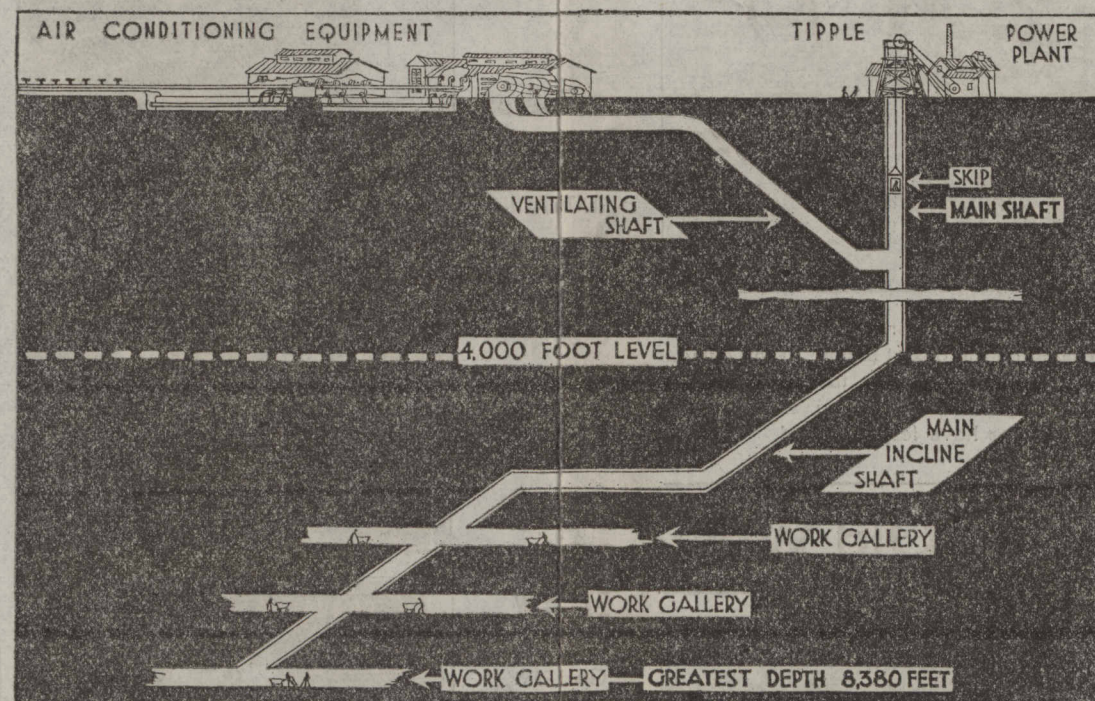 AIR CONDITIONING EQUIPMENT
TIPPLE
POWER
PLANT
SKIP
MAIN SHAFT
VENTILATING
SHAFT
4,000 FOOT LEVEL
MAIN
INCLINE
SHAFT
WORK GALLERY
WORK GALLERY
WORK GALLERY
GREATEST DEPTH 8,380 FEET